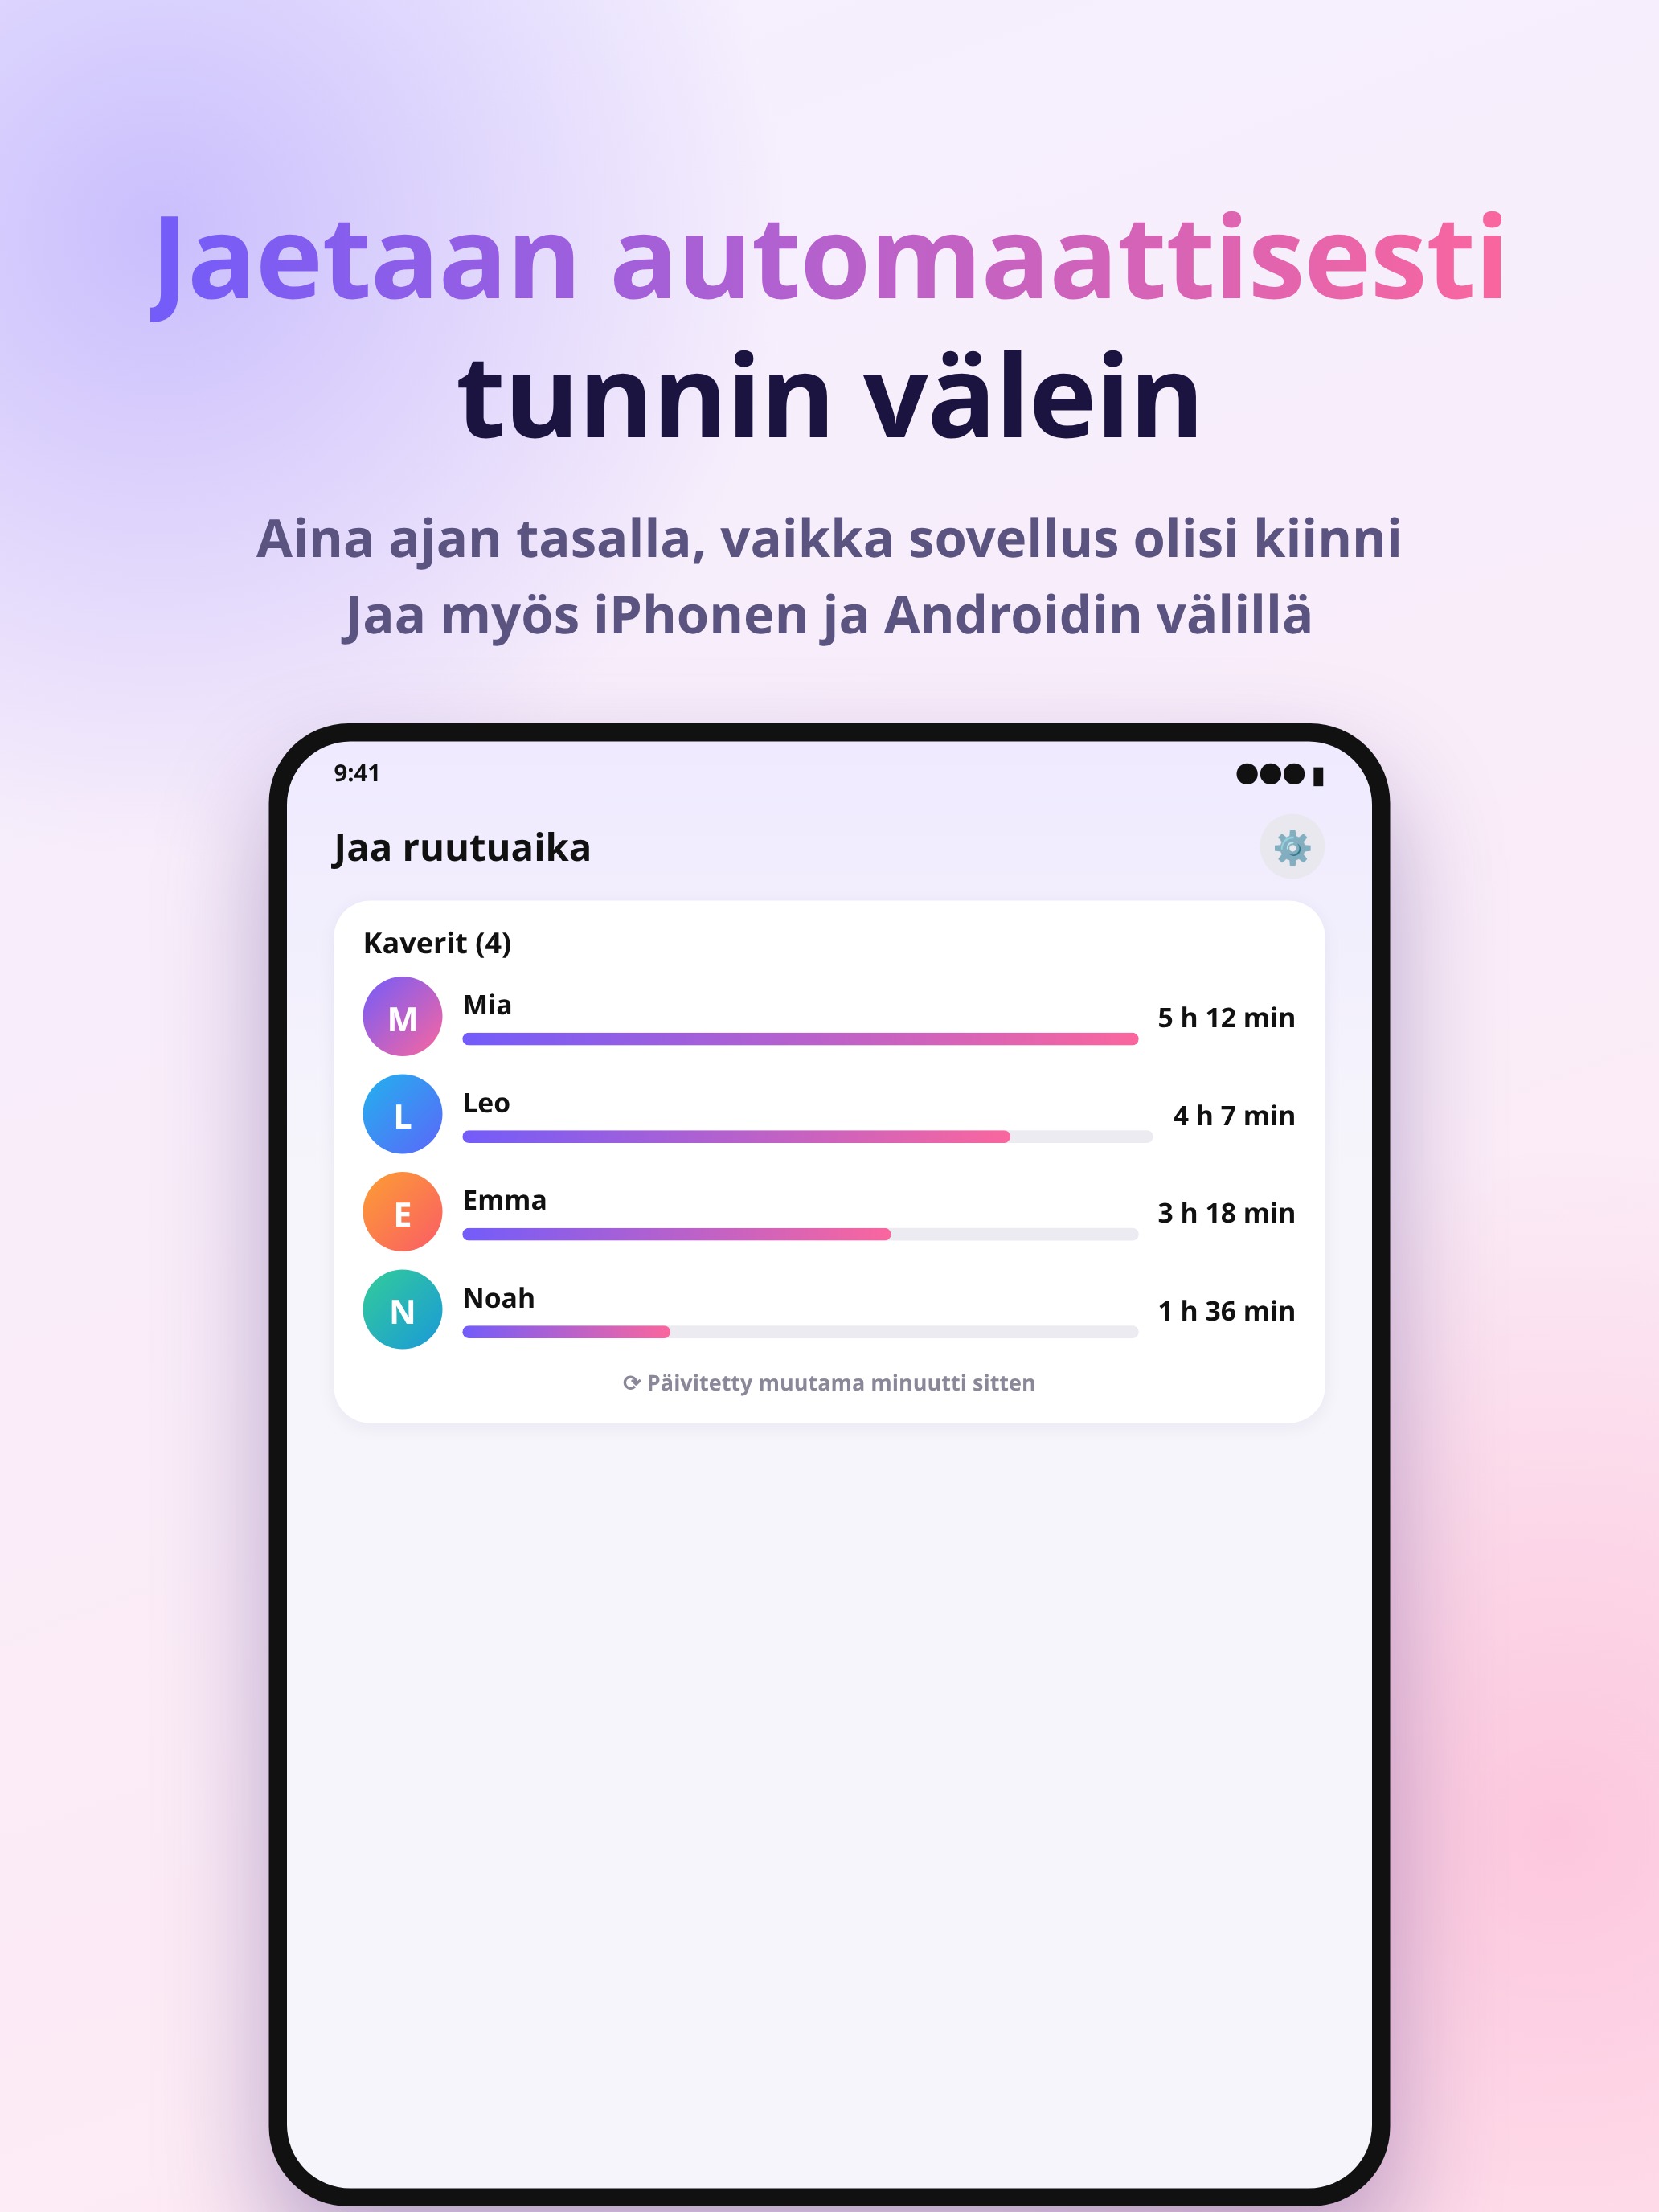 Jaetaan automaattisesti
tunnin välein
Aina ajan tasalla, vaikka sovellus olisi kiinni
Jaa myös iPhonen ja Androidin välillä
9:41
Jaa ruutuaika
Kaverit (4)
M
Mia
5 h 12 min
L
Leo
4 h 7 min
E
Emma
3 h 18 min
N
Noah
1 h 36 min
⟳ Päivitetty muutama minuutti sitten